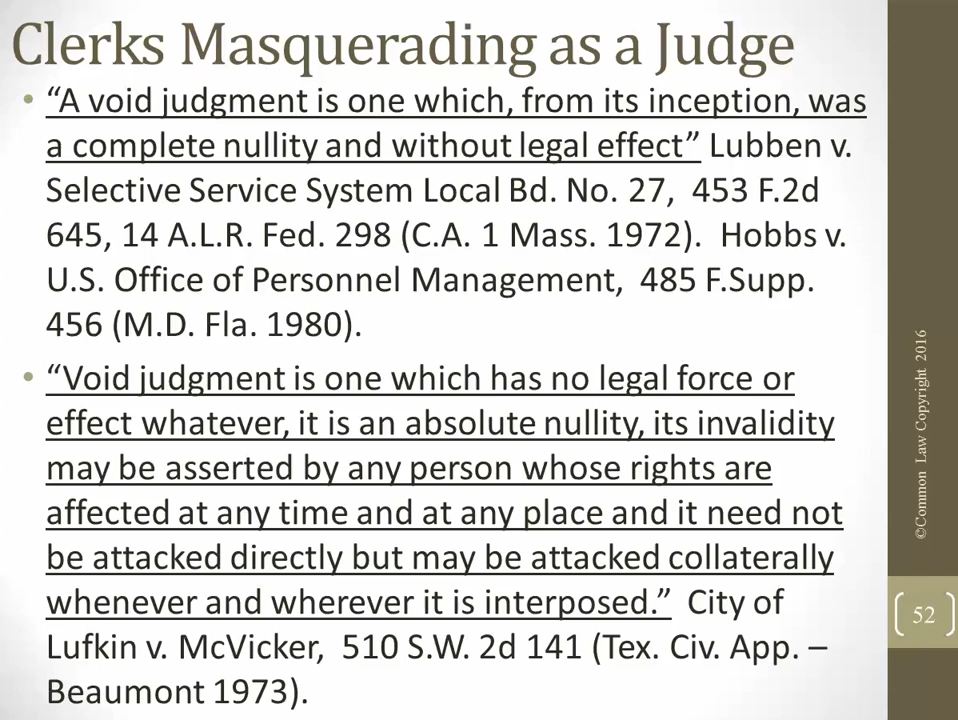 Clerks Masquerading as a Judge
• “A void judgment is one which, from its inception, was
a complete nullity and without legal effect” Lubben v.
Selective Service System Local Bd. No. 27, 453 F.2d
645, 14 A.L.R. Fed. 298 (C.A. 1 Mass. 1972). Hobbs v.
U.S. Office of Personnel Management, 485 F.Supp.
456 (M.D. Fla. 1980).
• “Void judgment is one which has no legal force or
effect whatever, it is an absolute nullity, its invalidity
may be asserted by any person whose rights are
affected at any time and at any place and it need not
be attacked directly but may be attacked collaterally
whenever and wherever it is interposed.” City of
Lufkin v. McVicker, 510 S.W. 2d 141 (Tex. Civ. App. –
Beaumont 1973).
©Common Law Copyright 2016
52